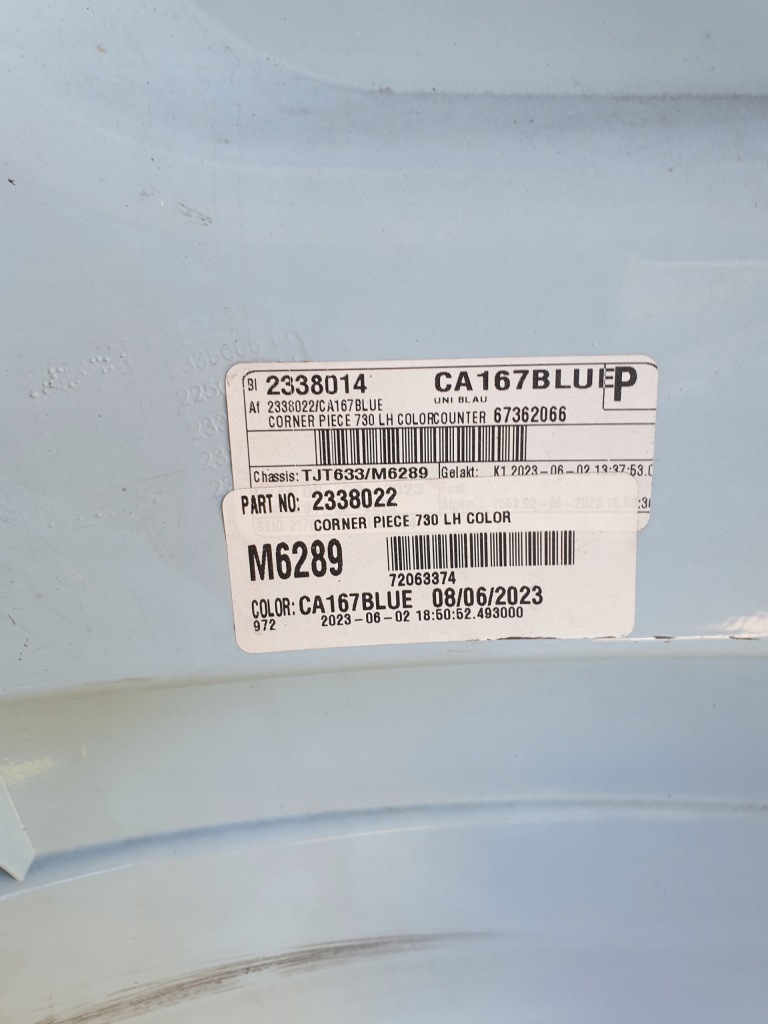 BI 2338014 CA167BLUE P
UNI BLAU
Af 2338022/CA167BLUE
CORNER PIECE 730 LH COLOR COUNTER 67362066
Chassis: TJT633/M6289 Gelakt: K1 2023-06-02 13:37:53.0
PART NO: 2338022
CORNER PIECE 730 LH COLOR
M6289
72063374
COLOR: CA167BLUE 08/06/2023
972 2023-06-02 18:50:52.493000